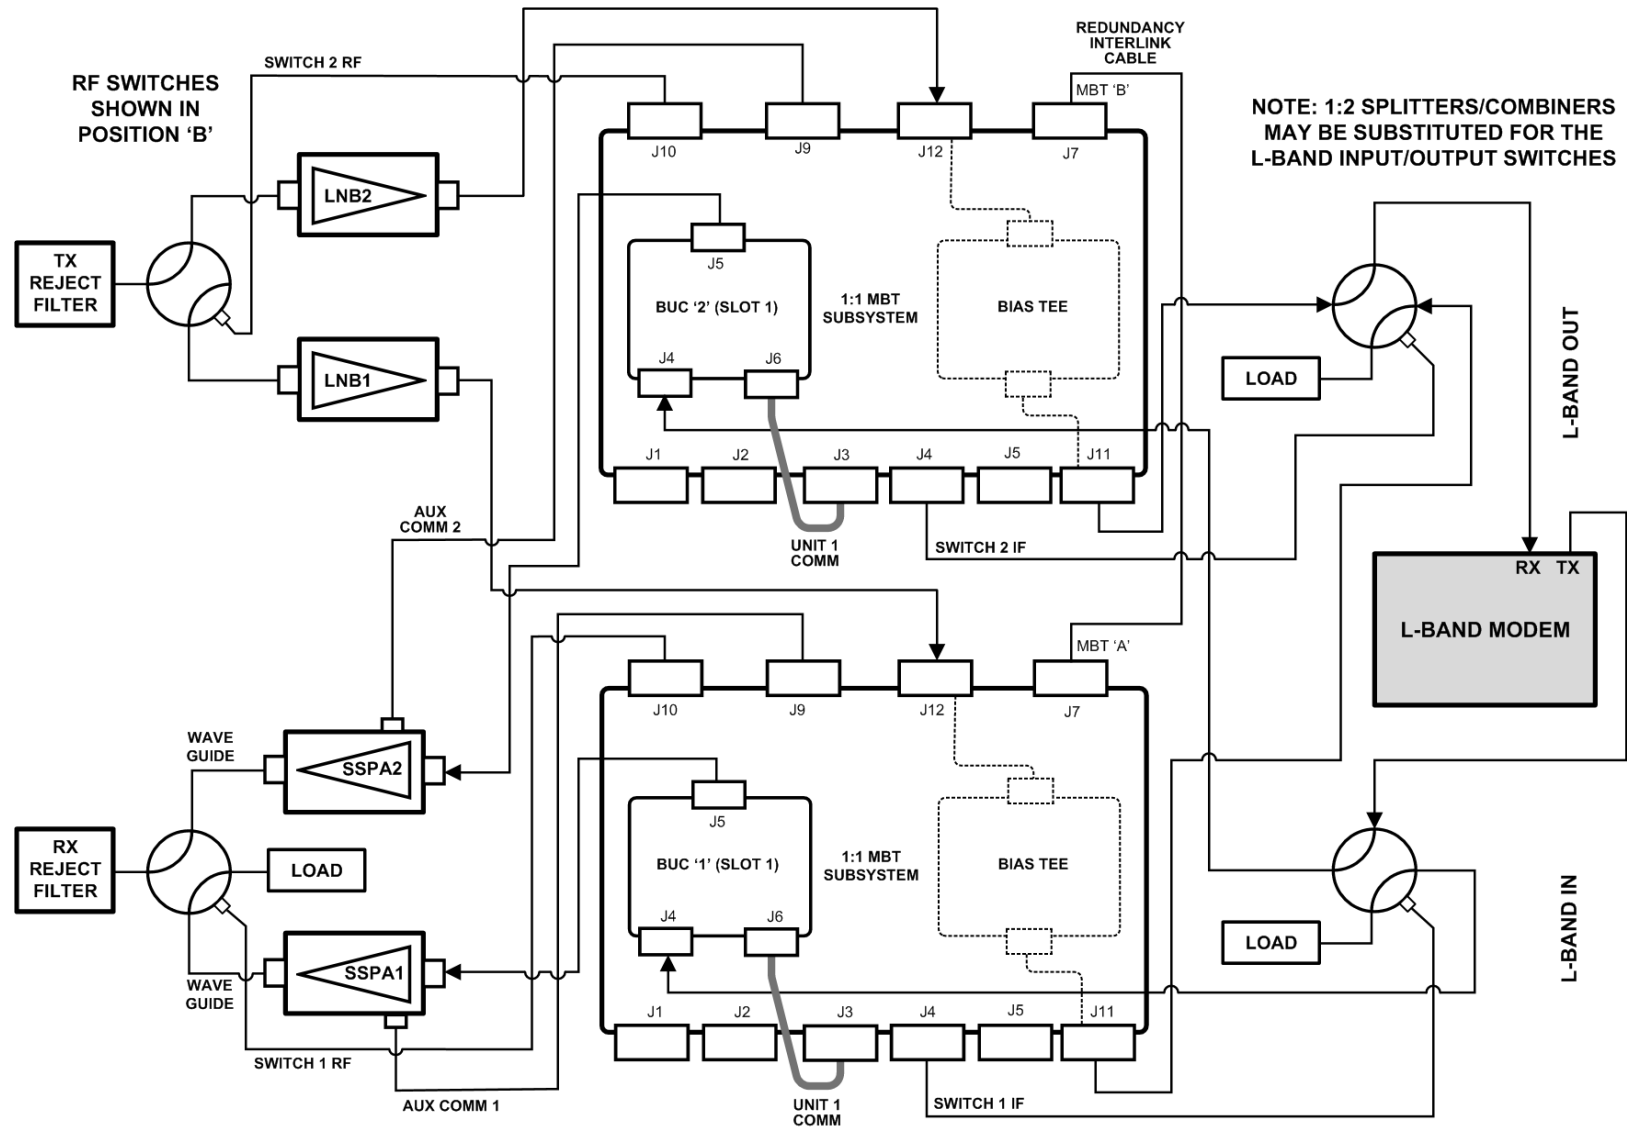 REDUNDANCY
INTERLINK
CABLE
SWITCH 2 RF
RF SWITCHES
SHOWN IN
POSITION ‘B’
MBT ‘B’
NOTE: 1:2 SPLITTERS/COMBINERS
MAY BE SUBSTITUTED FOR THE
L-BAND INPUT/OUTPUT SWITCHES
J10
J9
J12
J7
LNB2
TX
REJECT
FILTER
J5
BUC ‘2’ (SLOT 1)
1:1 MBT
SUBSYSTEM
BIAS TEE
J4
J6
LNB1
LOAD
L-BAND OUT
J1
J2
J3
J4
J5
J11
AUX
COMM 2
UNIT 1
COMM
SWITCH 2 IF
RX
TX
L-BAND MODEM
MBT ‘A’
J10
J9
J12
J7
WAVE
GUIDE
SSPA2
J5
BUC ‘1’ (SLOT 1)
1:1 MBT
SUBSYSTEM
BIAS TEE
RX
REJECT
FILTER
LOAD
J4
J6
LOAD
L-BAND IN
SSPA1
WAVE
GUIDE
J1
J2
J3
J4
J5
J11
SWITCH 1 RF
AUX COMM 1
UNIT 1
COMM
SWITCH 1 IF